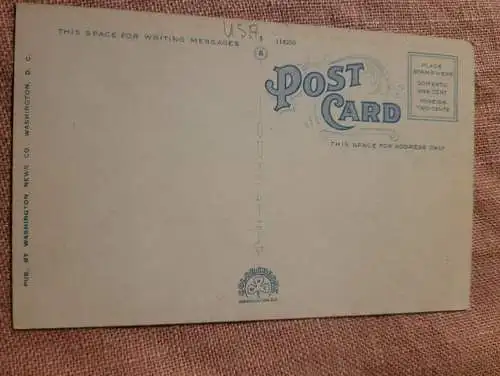 USA
THIS SPACE FOR WRITING MESSAGES
POST CARD
THIS SPACE FOR ADDRESS ONLY
PLACE
STAMP HERE
DOMESTIC
ONE CENT
FOREIGN
TWO CENTS
PUB. BY WASHINGTON NEWS CO. WASHINGTON, D. C.